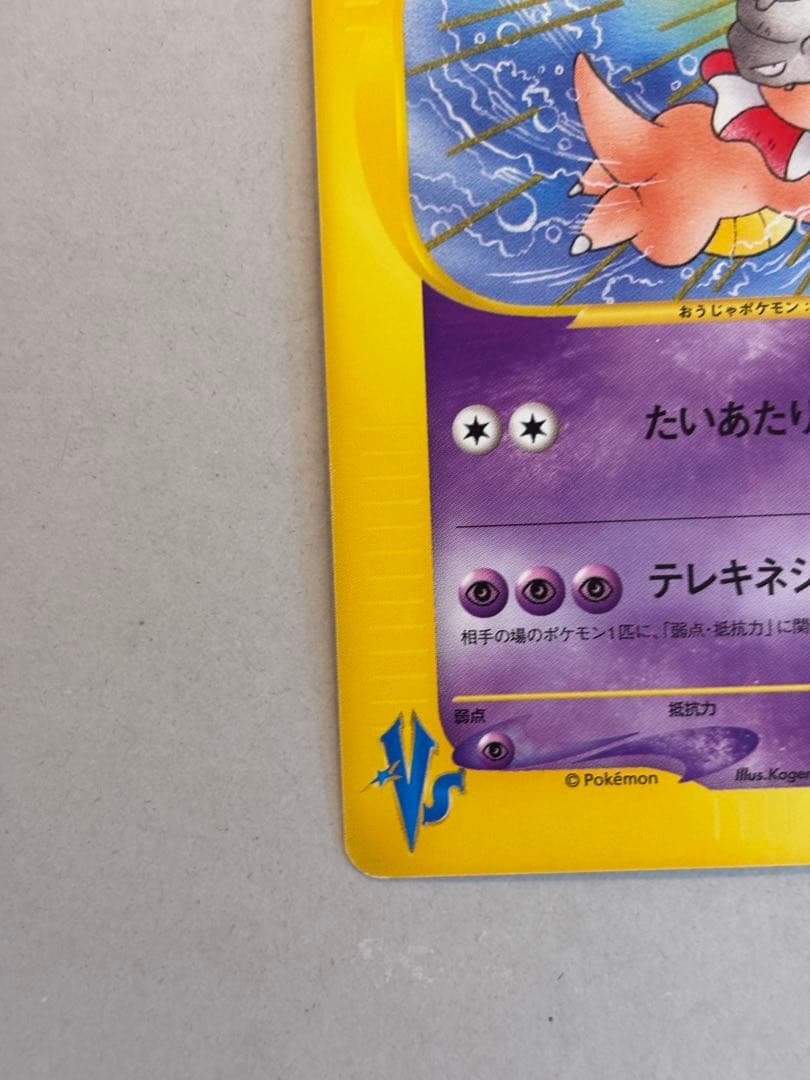 おうじゃポケモン
たいあたり
テレキネシ
相手の場のポケモン1匹に、「弱点・抵抗力」に関
弱点 抵抗力
VS
© Pokémon Illus.Kager